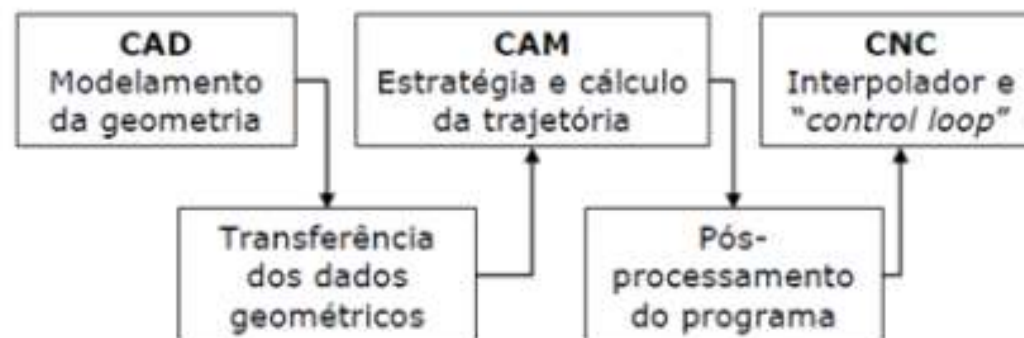 CAD
Modelamento
da geometria
CAM
Estratégia e cálculo
da trajetória
CNC
Interpolador e
“control loop”
Transferência
dos dados
geométricos
Pós-
processamento
do programa